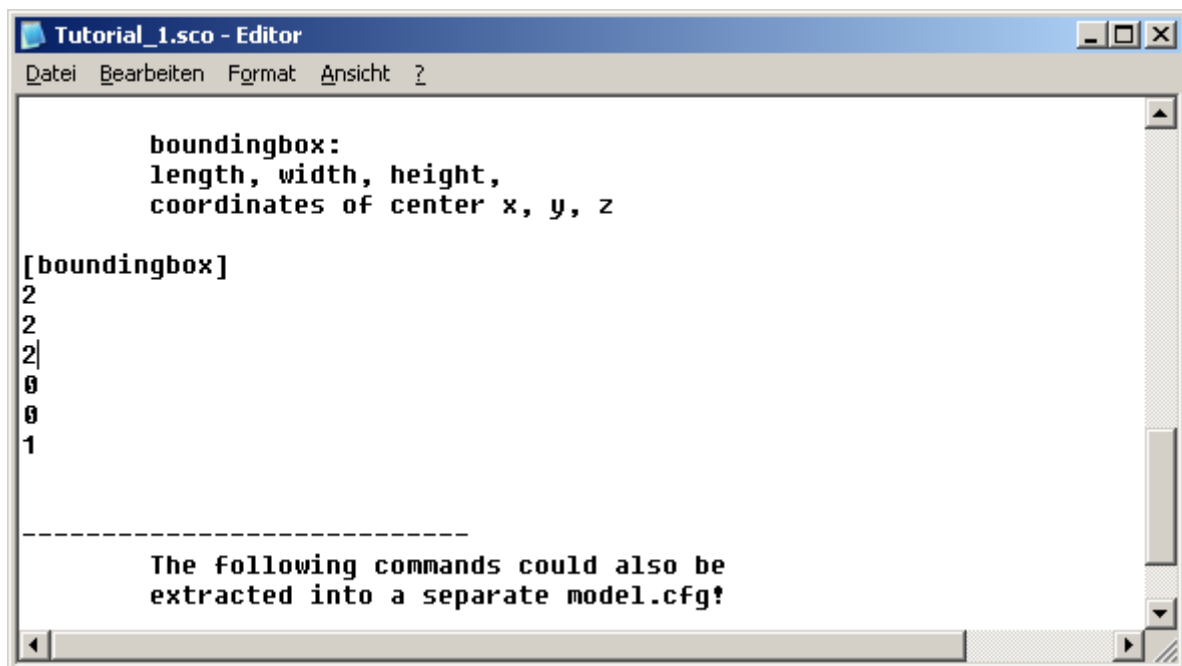 Tutorial_1.sco - Editor
Datei Bearbeiten Format Ansicht ?
boundingbox:
length, width, height,
coordinates of center x, y, z
[boundingbox]
2
2
2
0
0
1
------------------------------
The following commands could also be
extracted into a separate model.cfg!